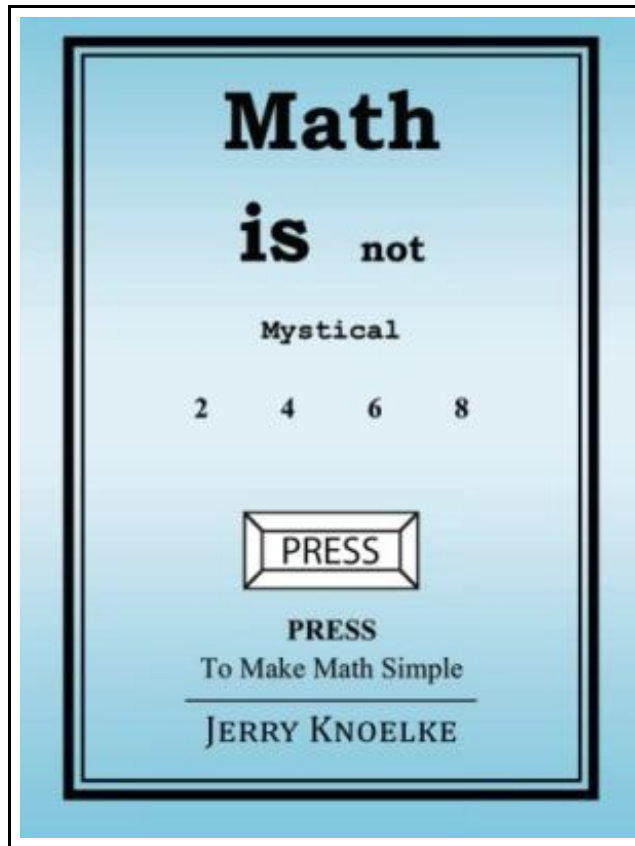 Math
is not
Mystical
2 4 6 8
PRESS
PRESS
To Make Math Simple
JERRY KNOELKE